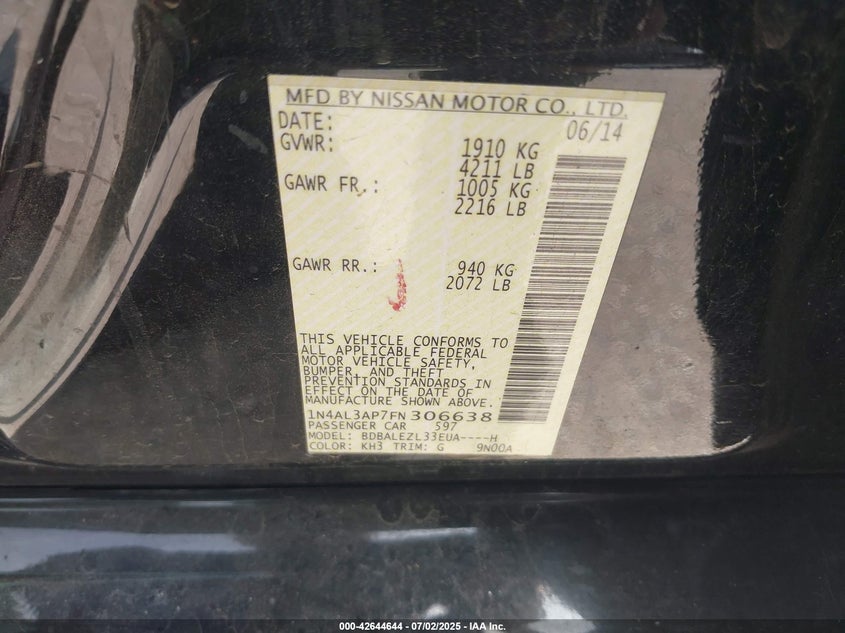 MFD BY NISSAN MOTOR CO., LTD.
DATE: 06/14
GVWR: 1910 KG
4211 LB
GAWR FR.: 1005 KG
2216 LB
GAWR RR.: 940 KG
2072 LB
THIS VEHICLE CONFORMS TO
ALL APPLICABLE FEDERAL
MOTOR VEHICLE SAFETY,
BUMPER, AND THEFT
PREVENTION STANDARDS IN
EFFECT ON THE DATE OF
MANUFACTURE SHOWN ABOVE.
1N4AL3AP7FN306638
PASSENGER CAR 597
MODEL: BDBALEZL33EUA----H
COLOR: KH3 TRIM: G 9N00A
000-42644644 / 07/02/2025 - IAA Inc.